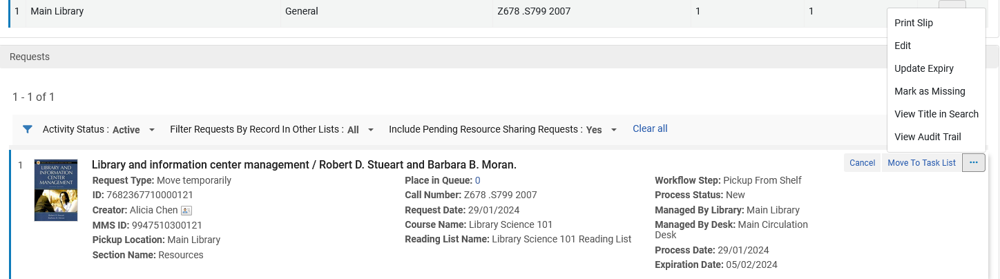 1 Main Library General Z678 .S799 2007 1 1
Print Slip
Edit
Update Expiry
Mark as Missing
View Title in Search
View Audit Trail
Requests
1 - 1 of 1
Activity Status : Active Filter Requests By Record In Other Lists : All Include Pending Resource Sharing Requests : Yes Clear all
1
LIBRARY AND
INFORMATION
CENTER
MANAGEMENT
Library and information center management / Robert D. Stueart and Barbara B. Moran.
Cancel Move To Task List
Request Type: Move temporarily
ID: 7682367710000121
Creator: Alicia Chen
MMS ID: 9947510300121
Pickup Location: Main Library
Section Name: Resources
Place in Queue: 0
Call Number: Z678 .S799 2007
Request Date: 29/01/2024
Course Name: Library Science 101
Reading List Name: Library Science 101 Reading List
Workflow Step: Pickup From Shelf
Process Status: New
Managed By Library: Main Library
Managed By Desk: Main Circulation
Desk
Process Date: 29/01/2024
Expiration Date: 05/02/2024